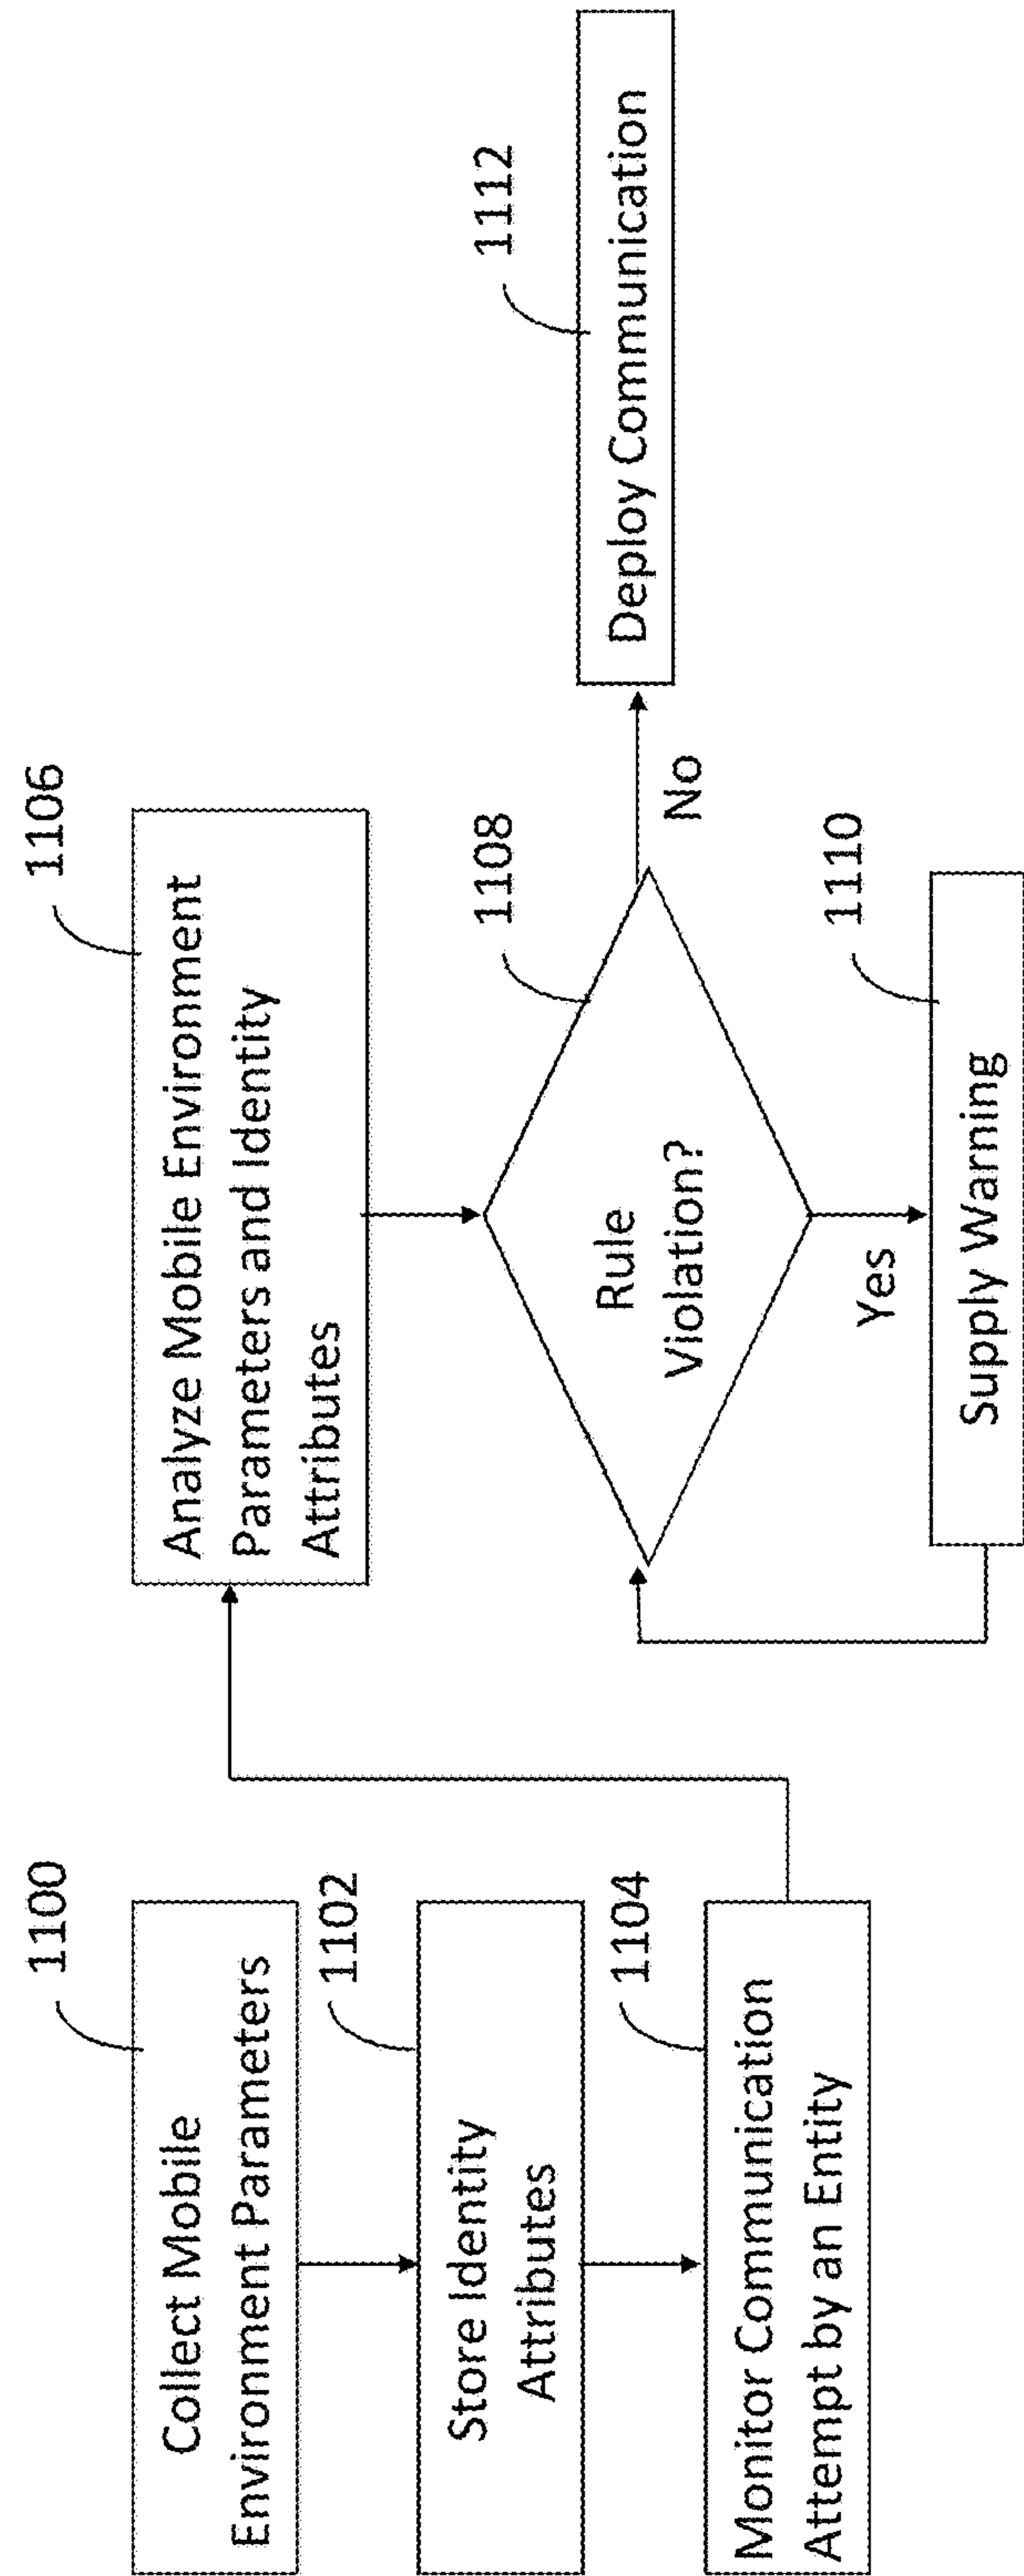 1100
Collect Mobile
Environment Parameters
1102
Store Identity
Attributes
1104
Monitor Communication
Attempt by an Entity
1106
Analyze Mobile Environment
Parameters and Identity
Attributes
1108
Rule
Violation?
No
Yes
1110
Supply Warning
1112
Deploy Communication